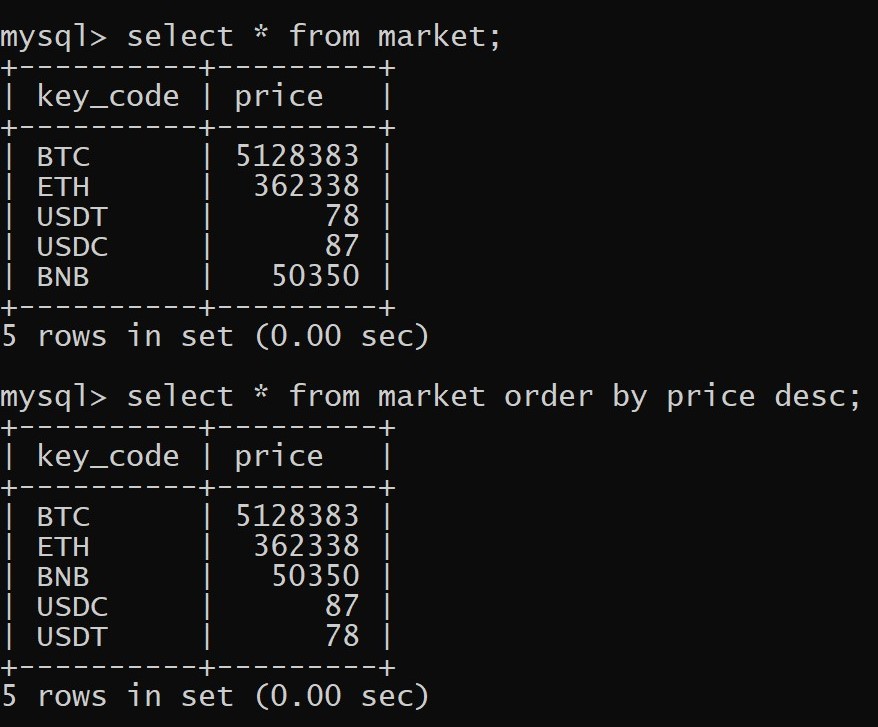 mysql> select * from market;
+----------+---------+
| key_code | price   |
+----------+---------+
| BTC      | 5128383 |
| ETH      |  362338 |
| USDT     |      78 |
| USDC     |      87 |
| BNB      |   50350 |
+----------+---------+
5 rows in set (0.00 sec)

mysql> select * from market order by price desc;
+----------+---------+
| key_code | price   |
+----------+---------+
| BTC      | 5128383 |
| ETH      |  362338 |
| BNB      |   50350 |
| USDC     |      87 |
| USDT     |      78 |
+----------+---------+
5 rows in set (0.00 sec)